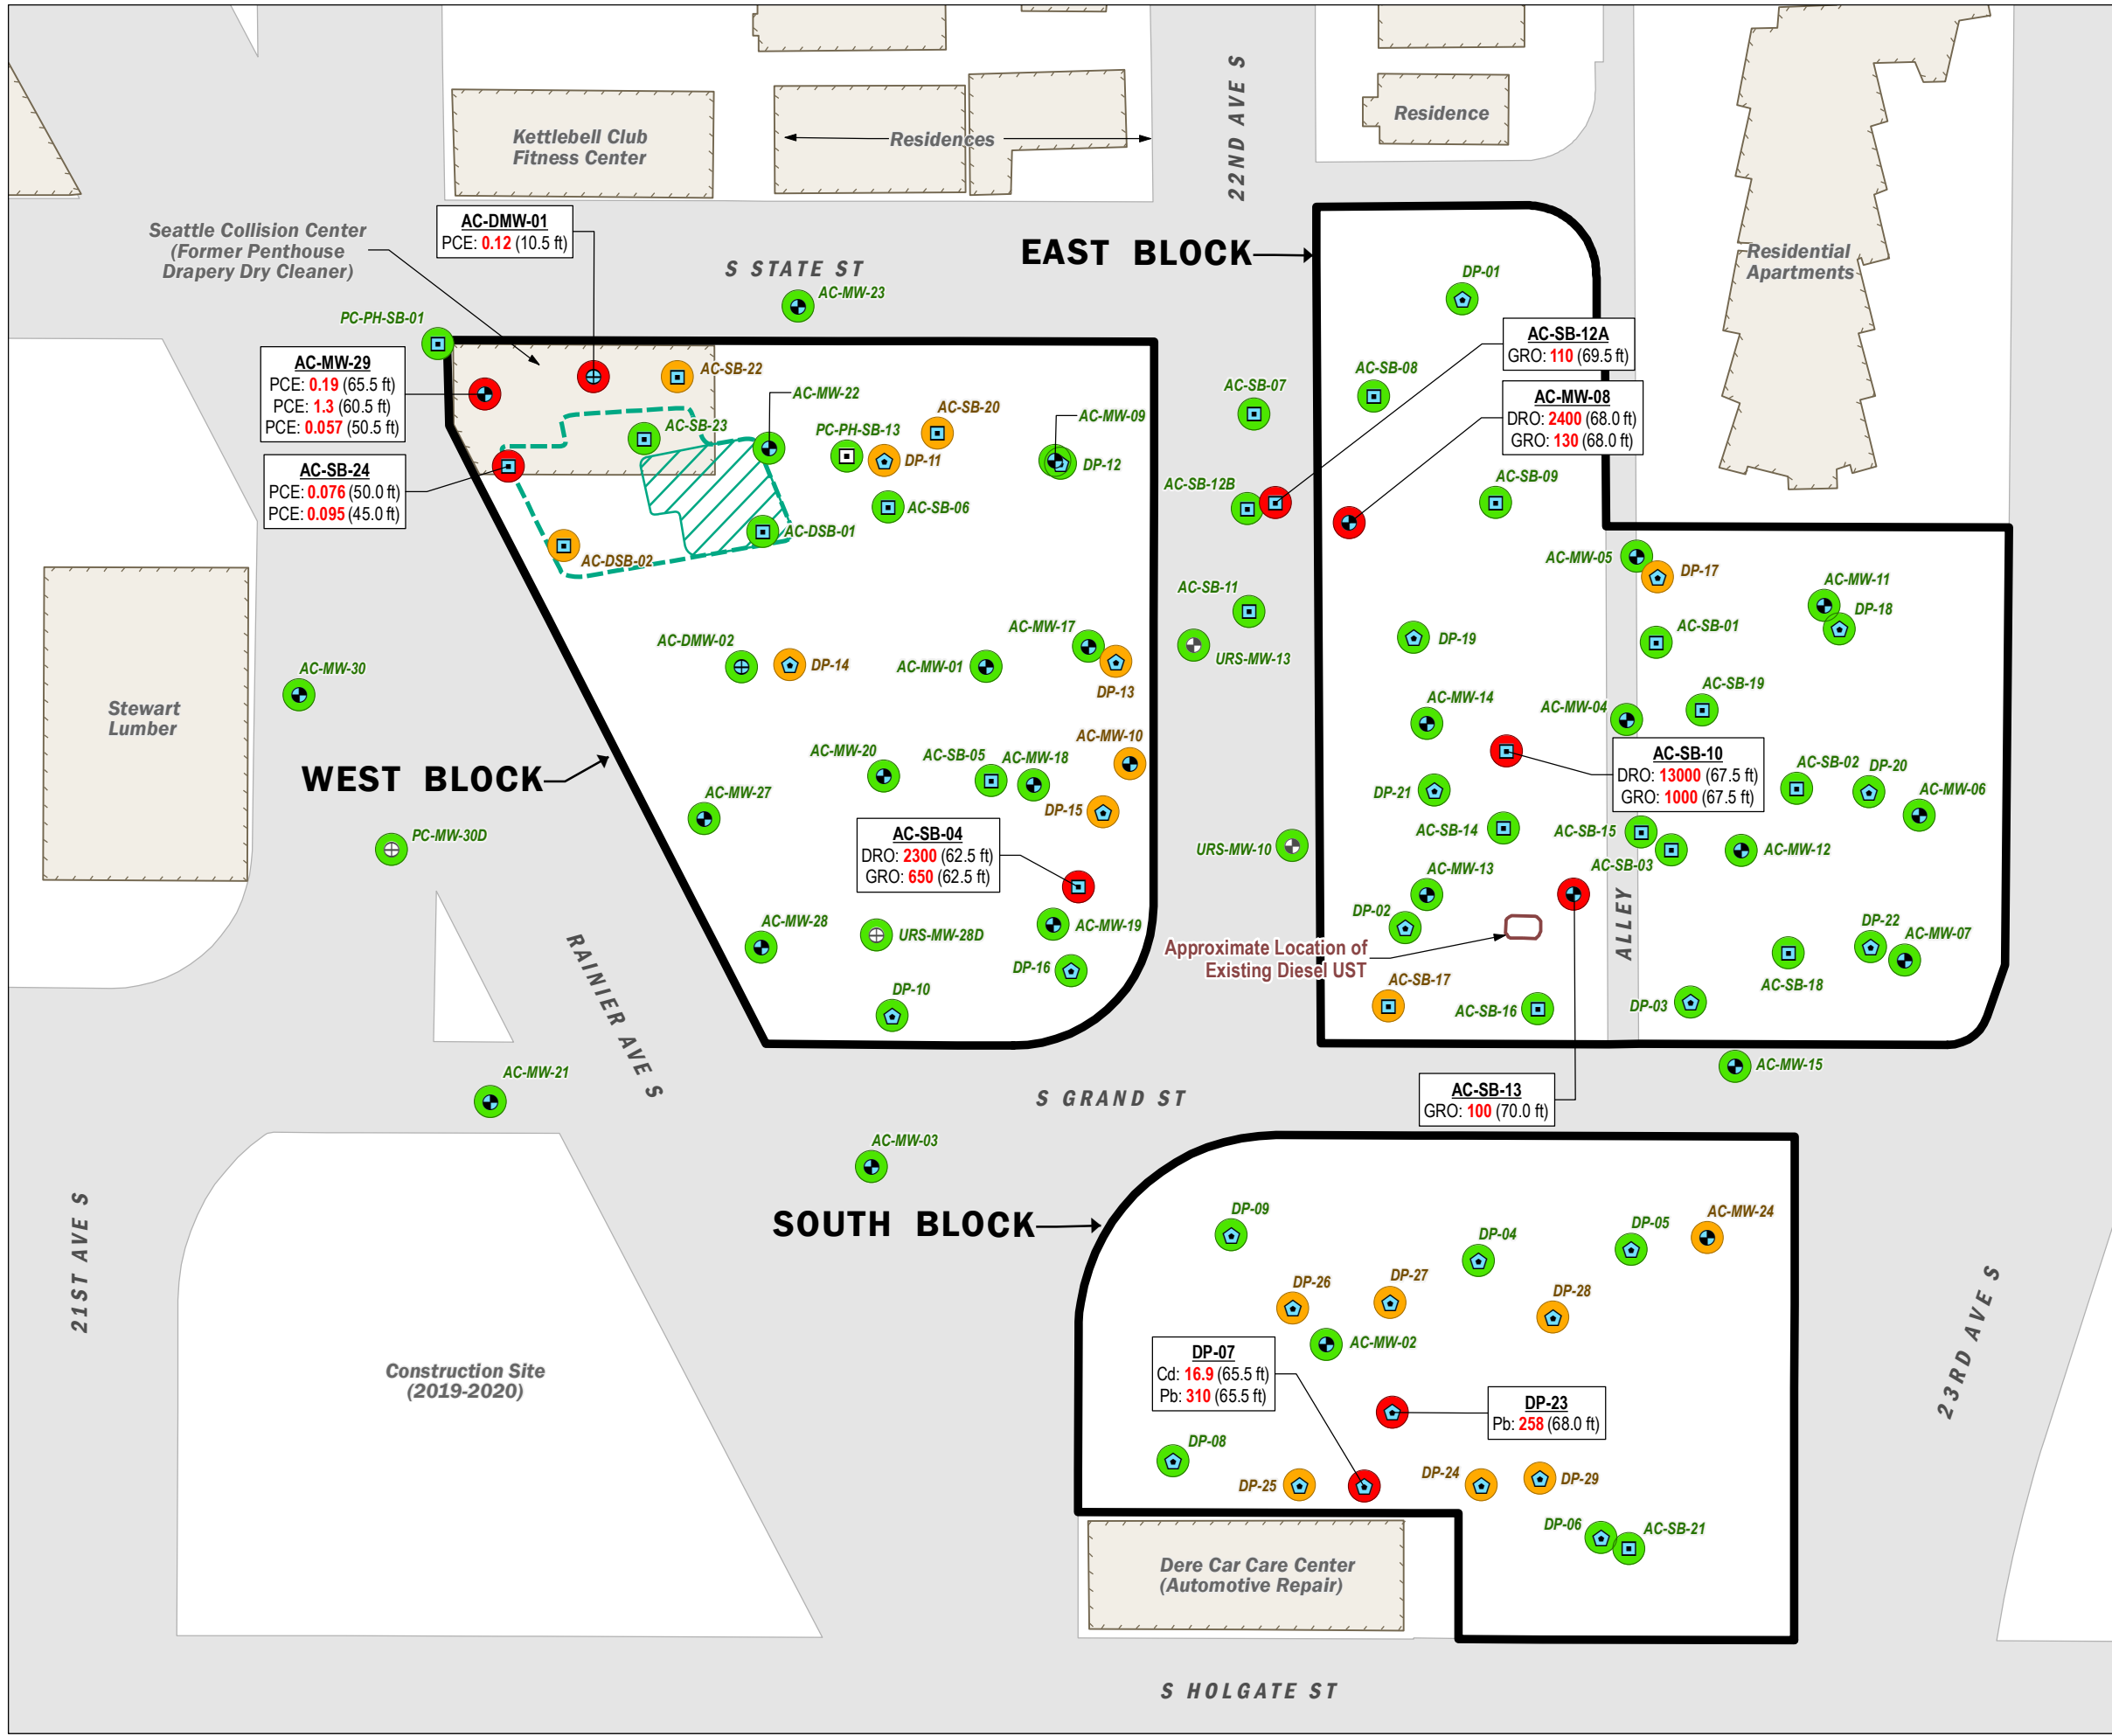 Kettlebell Club
Fitness Center
Residences
22ND AVE S
Residence
Residential
Apartments
Seattle Collision Center
(Former Penthouse
Drapery Dry Cleaner)
AC-DMW-01
PCE: 0.12 (10.5 ft)
S STATE ST
EAST BLOCK
AC-MW-23
DP-01
PC-PH-SB-01
AC-MW-29
PCE: 0.19 (65.5 ft)
PCE: 1.3 (60.5 ft)
PCE: 0.057 (50.5 ft)
AC-SB-24
PCE: 0.076 (50.0 ft)
PCE: 0.095 (45.0 ft)
AC-SB-22
AC-MW-22
AC-SB-23
PC-PH-SB-13
AC-SB-20
DP-11
AC-MW-09
DP-12
AC-SB-06
AC-DSB-01
AC-DSB-02
AC-SB-07
AC-SB-08
AC-SB-12A
GRO: 110 (69.5 ft)
AC-MW-08
DRO: 2400 (68.0 ft)
GRO: 130 (68.0 ft)
AC-SB-12B
AC-SB-09
AC-MW-05
DP-17
AC-MW-11
DP-18
AC-SB-11
AC-SB-01
URS-MW-13
DP-19
AC-MW-17
AC-DMW-02
DP-14
AC-MW-01
DP-13
AC-MW-30
Stewart
Lumber
AC-MW-14
AC-MW-04
AC-SB-19
AC-SB-10
DRO: 13000 (67.5 ft)
GRO: 1000 (67.5 ft)
AC-SB-02
DP-20
AC-MW-06
WEST BLOCK
AC-MW-20
AC-SB-05
AC-MW-18
AC-MW-10
DP-15
AC-MW-27
DP-21
AC-SB-14
AC-SB-15
AC-SB-03
AC-MW-12
PC-MW-30D
URS-MW-10
AC-SB-04
DRO: 2300 (62.5 ft)
GRO: 650 (62.5 ft)
AC-MW-13
DP-02
ALLEY
AC-MW-28
URS-MW-28D
AC-MW-19
DP-16
DP-10
Approximate Location of
Existing Diesel UST
DP-22
AC-MW-07
AC-SB-18
AC-SB-17
AC-SB-16
DP-03
RAINIER AVE S
AC-MW-21
S GRAND ST
AC-SB-13
GRO: 100 (70.0 ft)
AC-MW-15
AC-MW-03
21ST AVE S
SOUTH BLOCK
DP-09
DP-04
DP-05
AC-MW-24
DP-26
DP-27
DP-28
AC-MW-02
23RD AVE S
Construction Site
(2019-2020)
DP-07
Cd: 16.9 (65.5 ft)
Pb: 310 (65.5 ft)
DP-23
Pb: 258 (68.0 ft)
DP-08
DP-25
DP-24
DP-29
DP-06
AC-SB-21
Dere Car Care Center
(Automotive Repair)
S HOLGATE ST